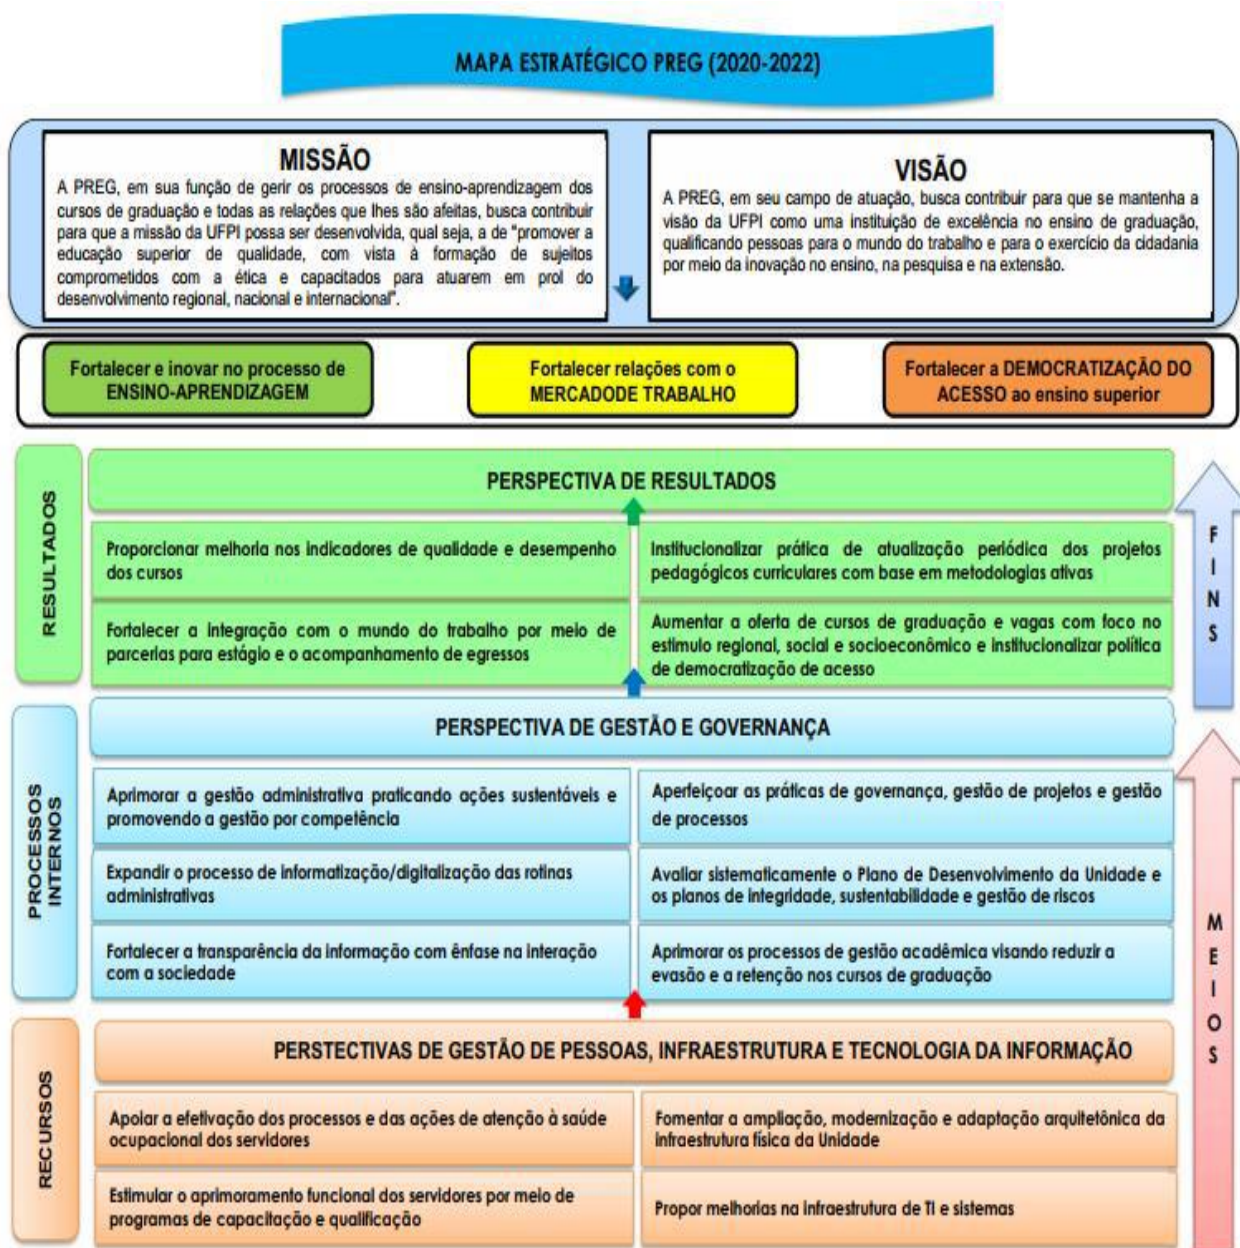 MAPA ESTRATÉGICO PREG (2020-2022)
MISSÃO
A PREG, em sua função de gerir os processos de ensino-aprendizagem dos
cursos de graduação e todas as relações que lhes são afeitas, busca contribuir
para que a missão da UFPI possa ser desenvolvida, qual seja, a de “promover a
educação superior de qualidade, com vista à formação de sujeitos
comprometidos com a ética e capacitados para atuarem em prol do
desenvolvimento regional, nacional e internacional”.
VISÃO
A PREG, em seu campo de atuação, busca contribuir para que se mantenha a
visão da UFPI como uma instituição de excelência no ensino de graduação,
qualificando pessoas para o mundo do trabalho e para o exercício da cidadania
por meio da inovação no ensino, na pesquisa e na extensão.
Fortalecer e inovar no processo de
ENSINO-APRENDIZAGEM
Fortalecer relações com o
MERCADODE TRABALHO
Fortalecer a DEMOCRATIZAÇÃO DO
ACESSO ao ensino superior
RESULTADOS
PERSPECTIVA DE RESULTADOS
Proporcionar melhoria nos indicadores de qualidade e desempenho
dos cursos
Institucionalizar prática de atualização periódica dos projetos
pedagógicos curriculares com base em metodologias ativas
Fortalecer a integração com o mundo do trabalho por meio de
parcerias para estágio e o acompanhamento de egressos
Aumentar a oferta de cursos de graduação e vagas com foco no
estimulo regional, social e socioeconômico e institucionalizar política
de democratização de acesso
FINS
PROCESSOS
INTERNOS
PERSPECTIVA DE GESTÃO E GOVERNANÇA
Aprimorar a gestão administrativa praticando ações sustentáveis e
promovendo a gestão por competência
Aperfeiçoar as práticas de governança, gestão de projetos e gestão
de processos
Expandir o processo de informatização/digitalização das rotinas
administrativas
Avaliar sistematicamente o Plano de Desenvolvimento da Unidade e
os planos de integridade, sustentabilidade e gestão de riscos
Fortalecer a transparência da informação com ênfase na interação
com a sociedade
Aprimorar os processos de gestão acadêmica visando reduzir a
evasão e a retenção nos cursos de graduação
MEIOS
RECURSOS
PERSTECTIVAS DE GESTÃO DE PESSOAS, INFRAESTRUTURA E TECNOLOGIA DA INFORMAÇÃO
Apoiar a efetivação dos processos e das ações de atenção à saúde
ocupacional dos servidores
Fomentar a ampliação, modernização e adaptação arquitetônica da
infraestrutura física da Unidade
Estimular o aprimoramento funcional dos servidores por meio de
programas de capacitação e qualificação
Propor melhorias na infraestrutura de TI e sistemas